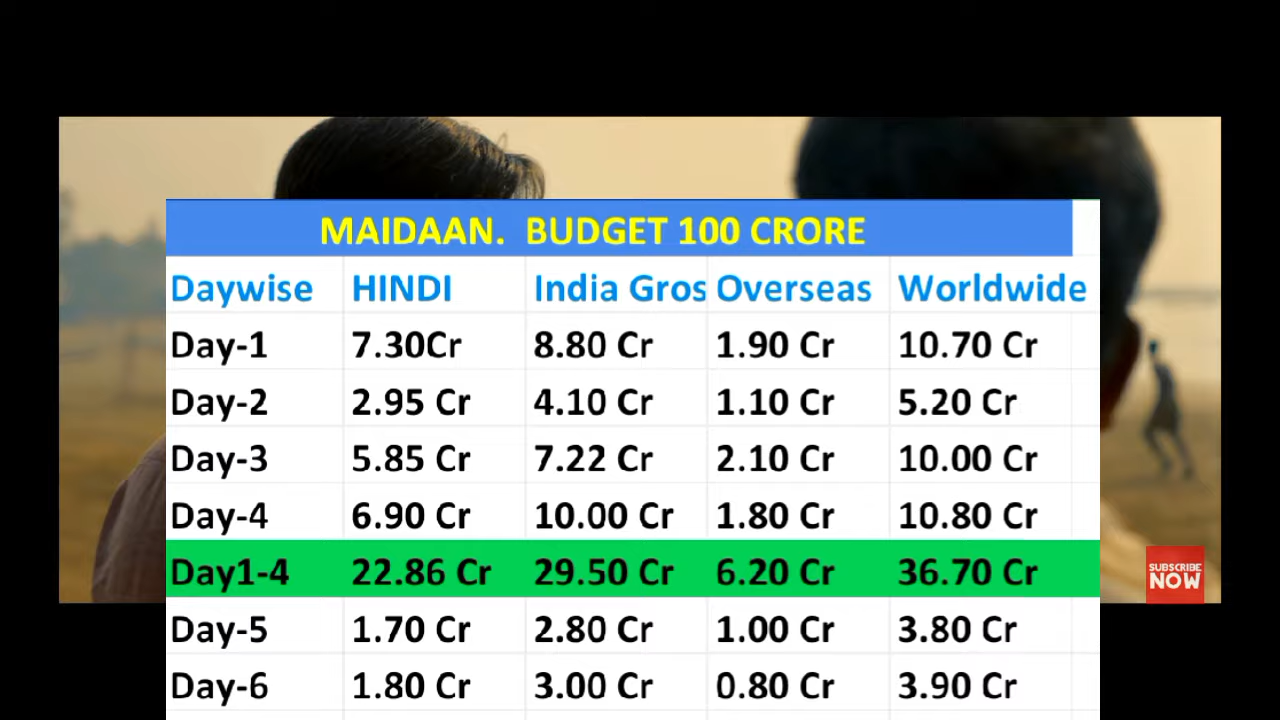 MAIDAAN. BUDGET 100 CRORE
Daywise HINDI India Gros Overseas Worldwide
Day-1 7.30Cr 8.80 Cr 1.90 Cr 10.70 Cr
Day-2 2.95 Cr 4.10 Cr 1.10 Cr 5.20 Cr
Day-3 5.85 Cr 7.22 Cr 2.10 Cr 10.00 Cr
Day-4 6.90 Cr 10.00 Cr 1.80 Cr 10.80 Cr
Day1-4 22.86 Cr 29.50 Cr 6.20 Cr 36.70 Cr
SUBSCRIBE
NOW
Day-5 1.70 Cr 2.80 Cr 1.00 Cr 3.80 Cr
Day-6 1.80 Cr 3.00 Cr 0.80 Cr 3.90 Cr